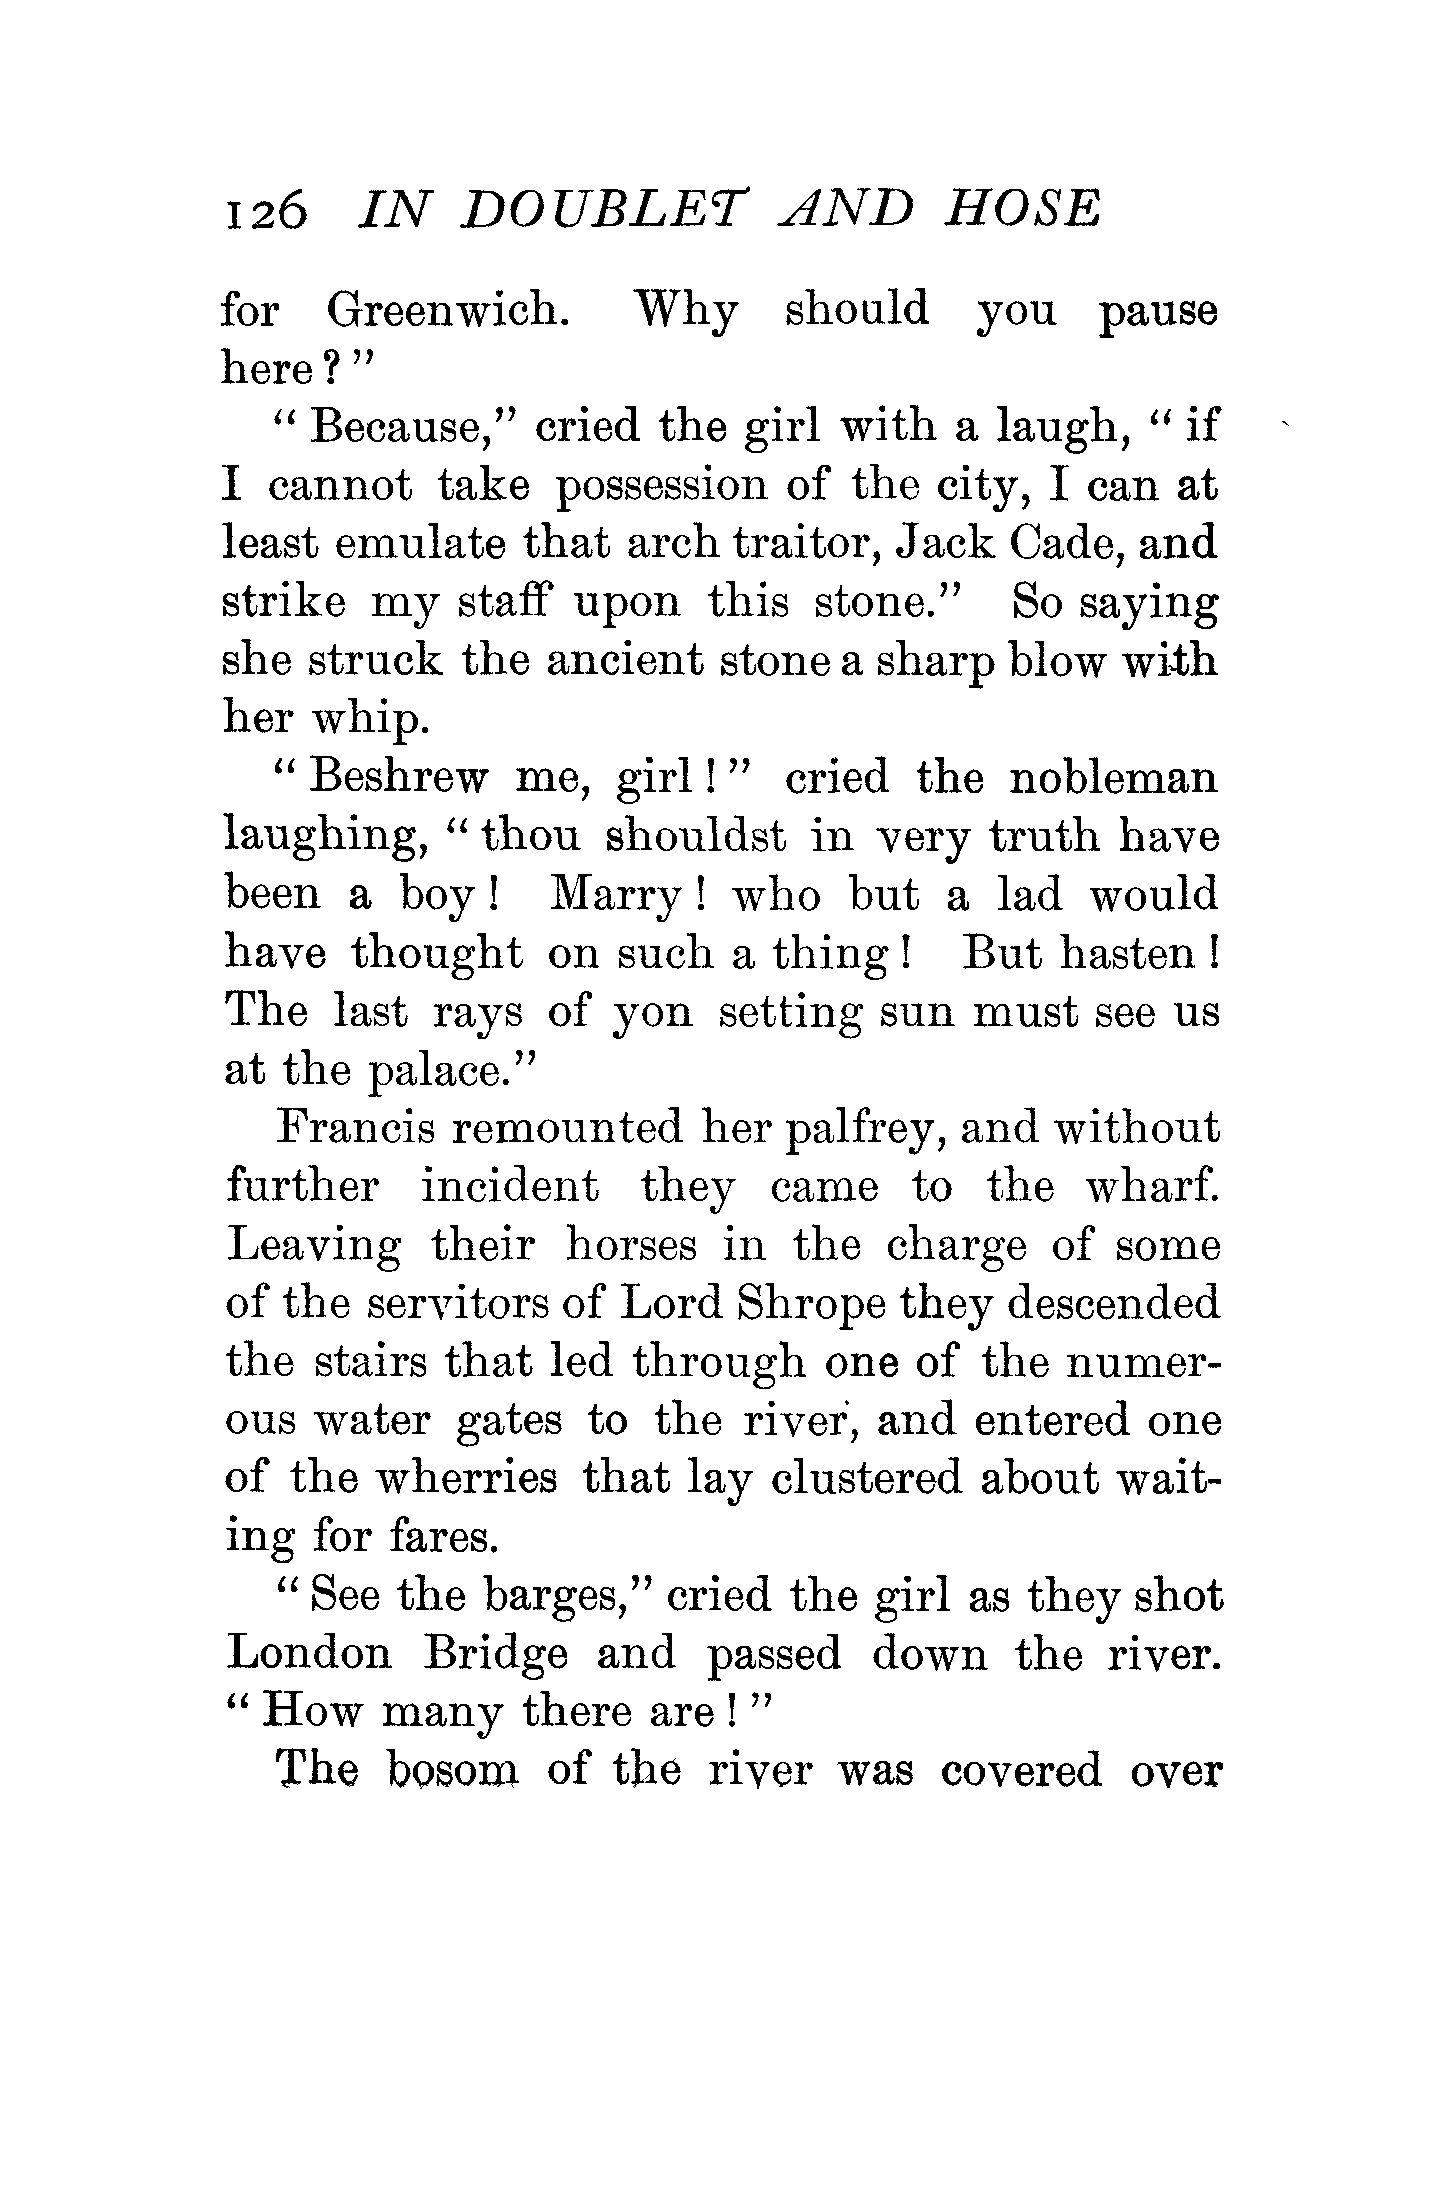 126 IN DOUBLET AND HOSE
for Greenwich. Why should you pause
here?"
"Because," cried the girl with a laugh, "if
I cannot take possession of the city, I can at
least emulate that arch traitor, Jack Cade, and
strike my staff upon this stone." So saying
she struck the ancient stone a sharp blow with
her whip.
"Beshrew me, girl!" cried the nobleman
laughing, "thou shouldst in very truth have
been a boy! Marry! who but a lad would
have thought on such a thing! But hasten!
The last rays of yon setting sun must see us
at the palace."
Francis remounted her palfrey, and without
further incident they came to the wharf.
Leaving their horses in the charge of some
of the servitors of Lord Shrope they descended
the stairs that led through one of the numer-
ous water gates to the river, and entered one
of the wherries that lay clustered about wait-
ing for fares.
"See the barges," cried the girl as they shot
London Bridge and passed down the river.
"How many there are!"
The bosom of the river was covered over